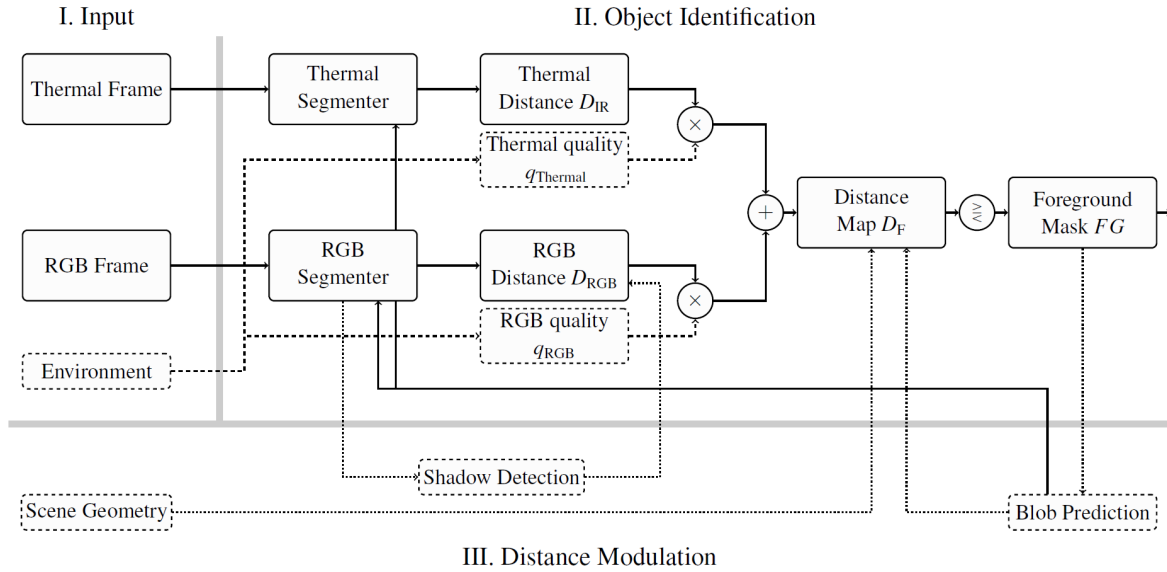 I. Input
II. Object Identification
Thermal Frame
Thermal
Segmenter
Thermal
Distance D_IR
×
Thermal quality
q_Thermal
Distance
Map D_F
+
⋛
Foreground
Mask FG
RGB Frame
RGB
Segmenter
RGB
Distance D_RGB
×
RGB quality
q_RGB
Environment
Shadow Detection
Scene Geometry
Blob Prediction
III. Distance Modulation